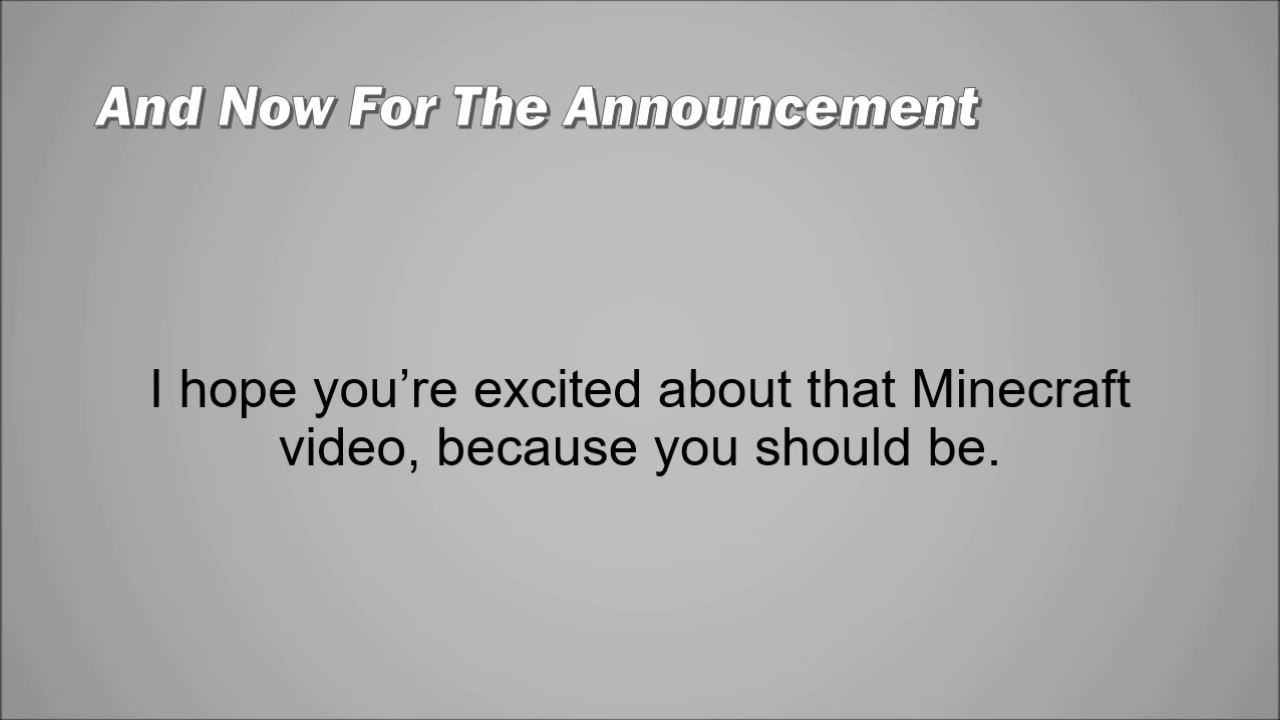 And Now For The Announcement
I hope you’re excited about that Minecraft
video, because you should be.